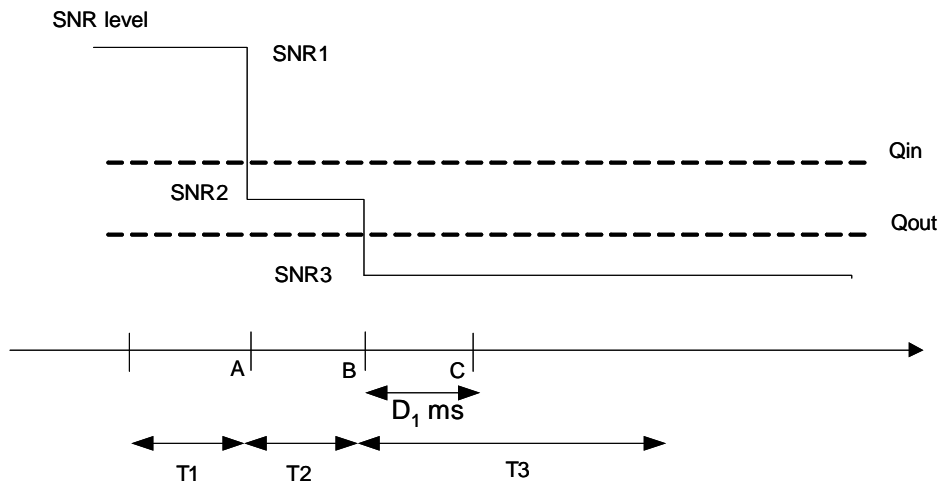 SNR level
SNR1
Qin
SNR2
Qout
SNR3
A
B
C
D₁ ms
T1
T2
T3